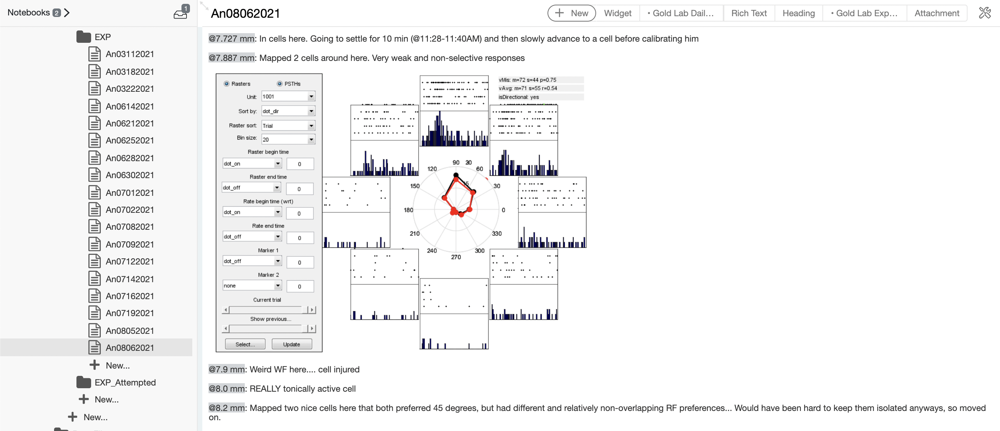 Notebooks 2
1
An08062021
New
Widget
• Gold Lab Dail...
Rich Text
Heading
• Gold Lab Exp...
Attachment
EXP
An03112021
An03182021
An03222021
An06142021
An06212021
An06252021
An06282021
An06302021
An07012021
An07022021
An07082021
An07092021
An07122021
An07142021
An07162021
An07192021
An08052021
An08062021
New...
EXP_Attempted
New...
New...
@7.727 mm: In cells here. Going to settle for 10 min (@11:28-11:40AM) and then slowly advance to a cell before calibrating him
@7.887 mm: Mapped 2 cells around here. Very weak and non-selective responses
Rasters PSTHs
Unit: 1001
Sort by: dot_dir
Raster sort: Trial
Bin size: 20
Raster begin time
dot_on 0
Raster end time
dot_off 0
Rate begin time (wrt)
dot_on 0
Rate end time
dot_off 0
Marker 1
dot_off 0
Marker 2
none 0
Current trial
Show previous...
Select... Update
vMis: m=72 s=44 p=0.75
vAvg: m=71 s=55 r=0.54
isDirectional: yes
90
120 60
150 15 30
180 0
210 330
240 300
270
@7.9 mm: Weird WF here.... cell injured
@8.0 mm: REALLY tonically active cell
@8.2 mm: Mapped two nice cells here that both preferred 45 degrees, but had different and relatively non-overlapping RF preferences... Would have been hard to keep them isolated anyways, so moved
on.